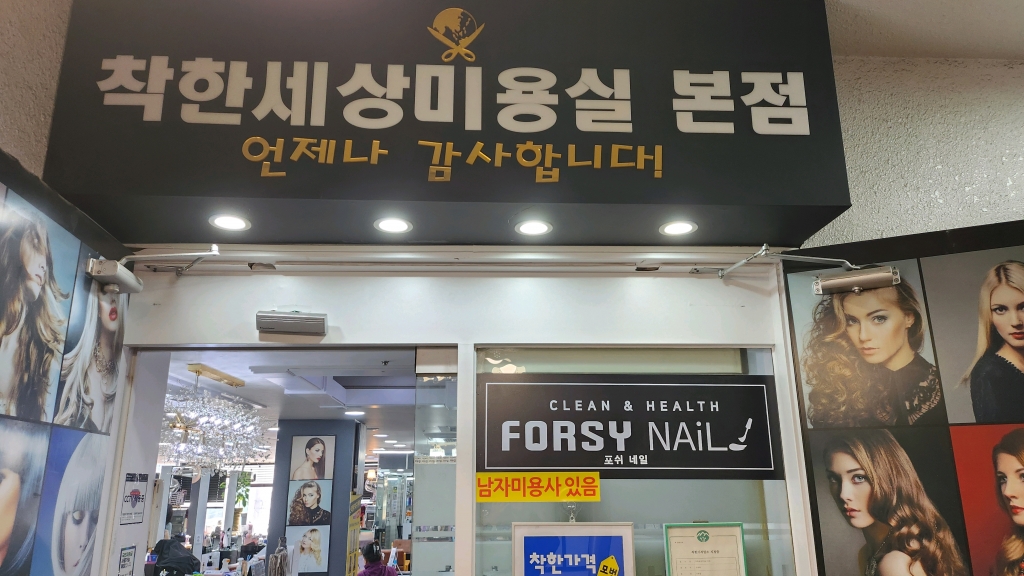 착한세상미용실 본점
언제나 감사합니다!
CLEAN & HEALTH
FORSY NAiL
포쉬 네일
남자미용사 있음
착한가격